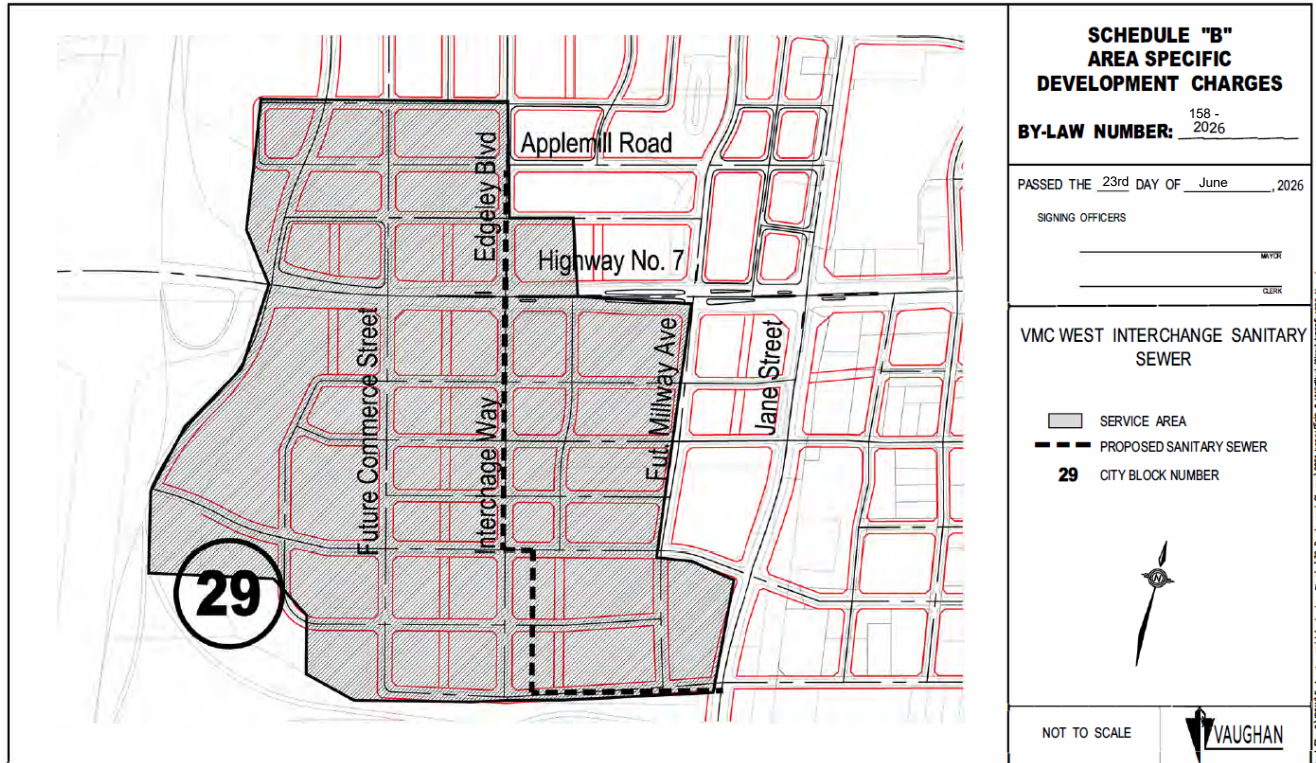 Applemill Road
Edgeley Blvd
Highway No. 7
Future Commerce Street
Interchage Way
Fut. Millway Ave
Jane Street
29
SCHEDULE "B"
AREA SPECIFIC
DEVELOPMENT CHARGES
BY-LAW NUMBER: 158 -
2026
PASSED THE 23rd DAY OF June , 2026
SIGNING OFFICERS
MAYOR
CLERK
VMC WEST INTERCHANGE SANITARY
SEWER
SERVICE AREA
PROPOSED SANITARY SEWER
29 CITY BLOCK NUMBER
N
NOT TO SCALE
VAUGHAN